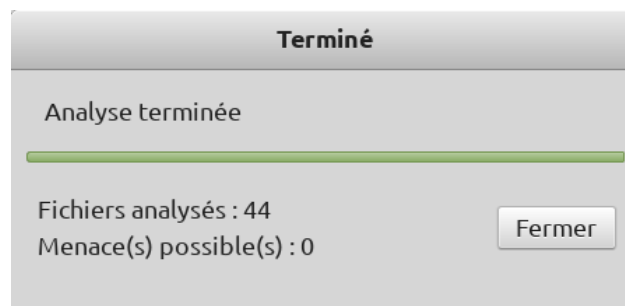 Terminé
Analyse terminée
Fichiers analysés : 44
Menace(s) possible(s) : 0
Fermer